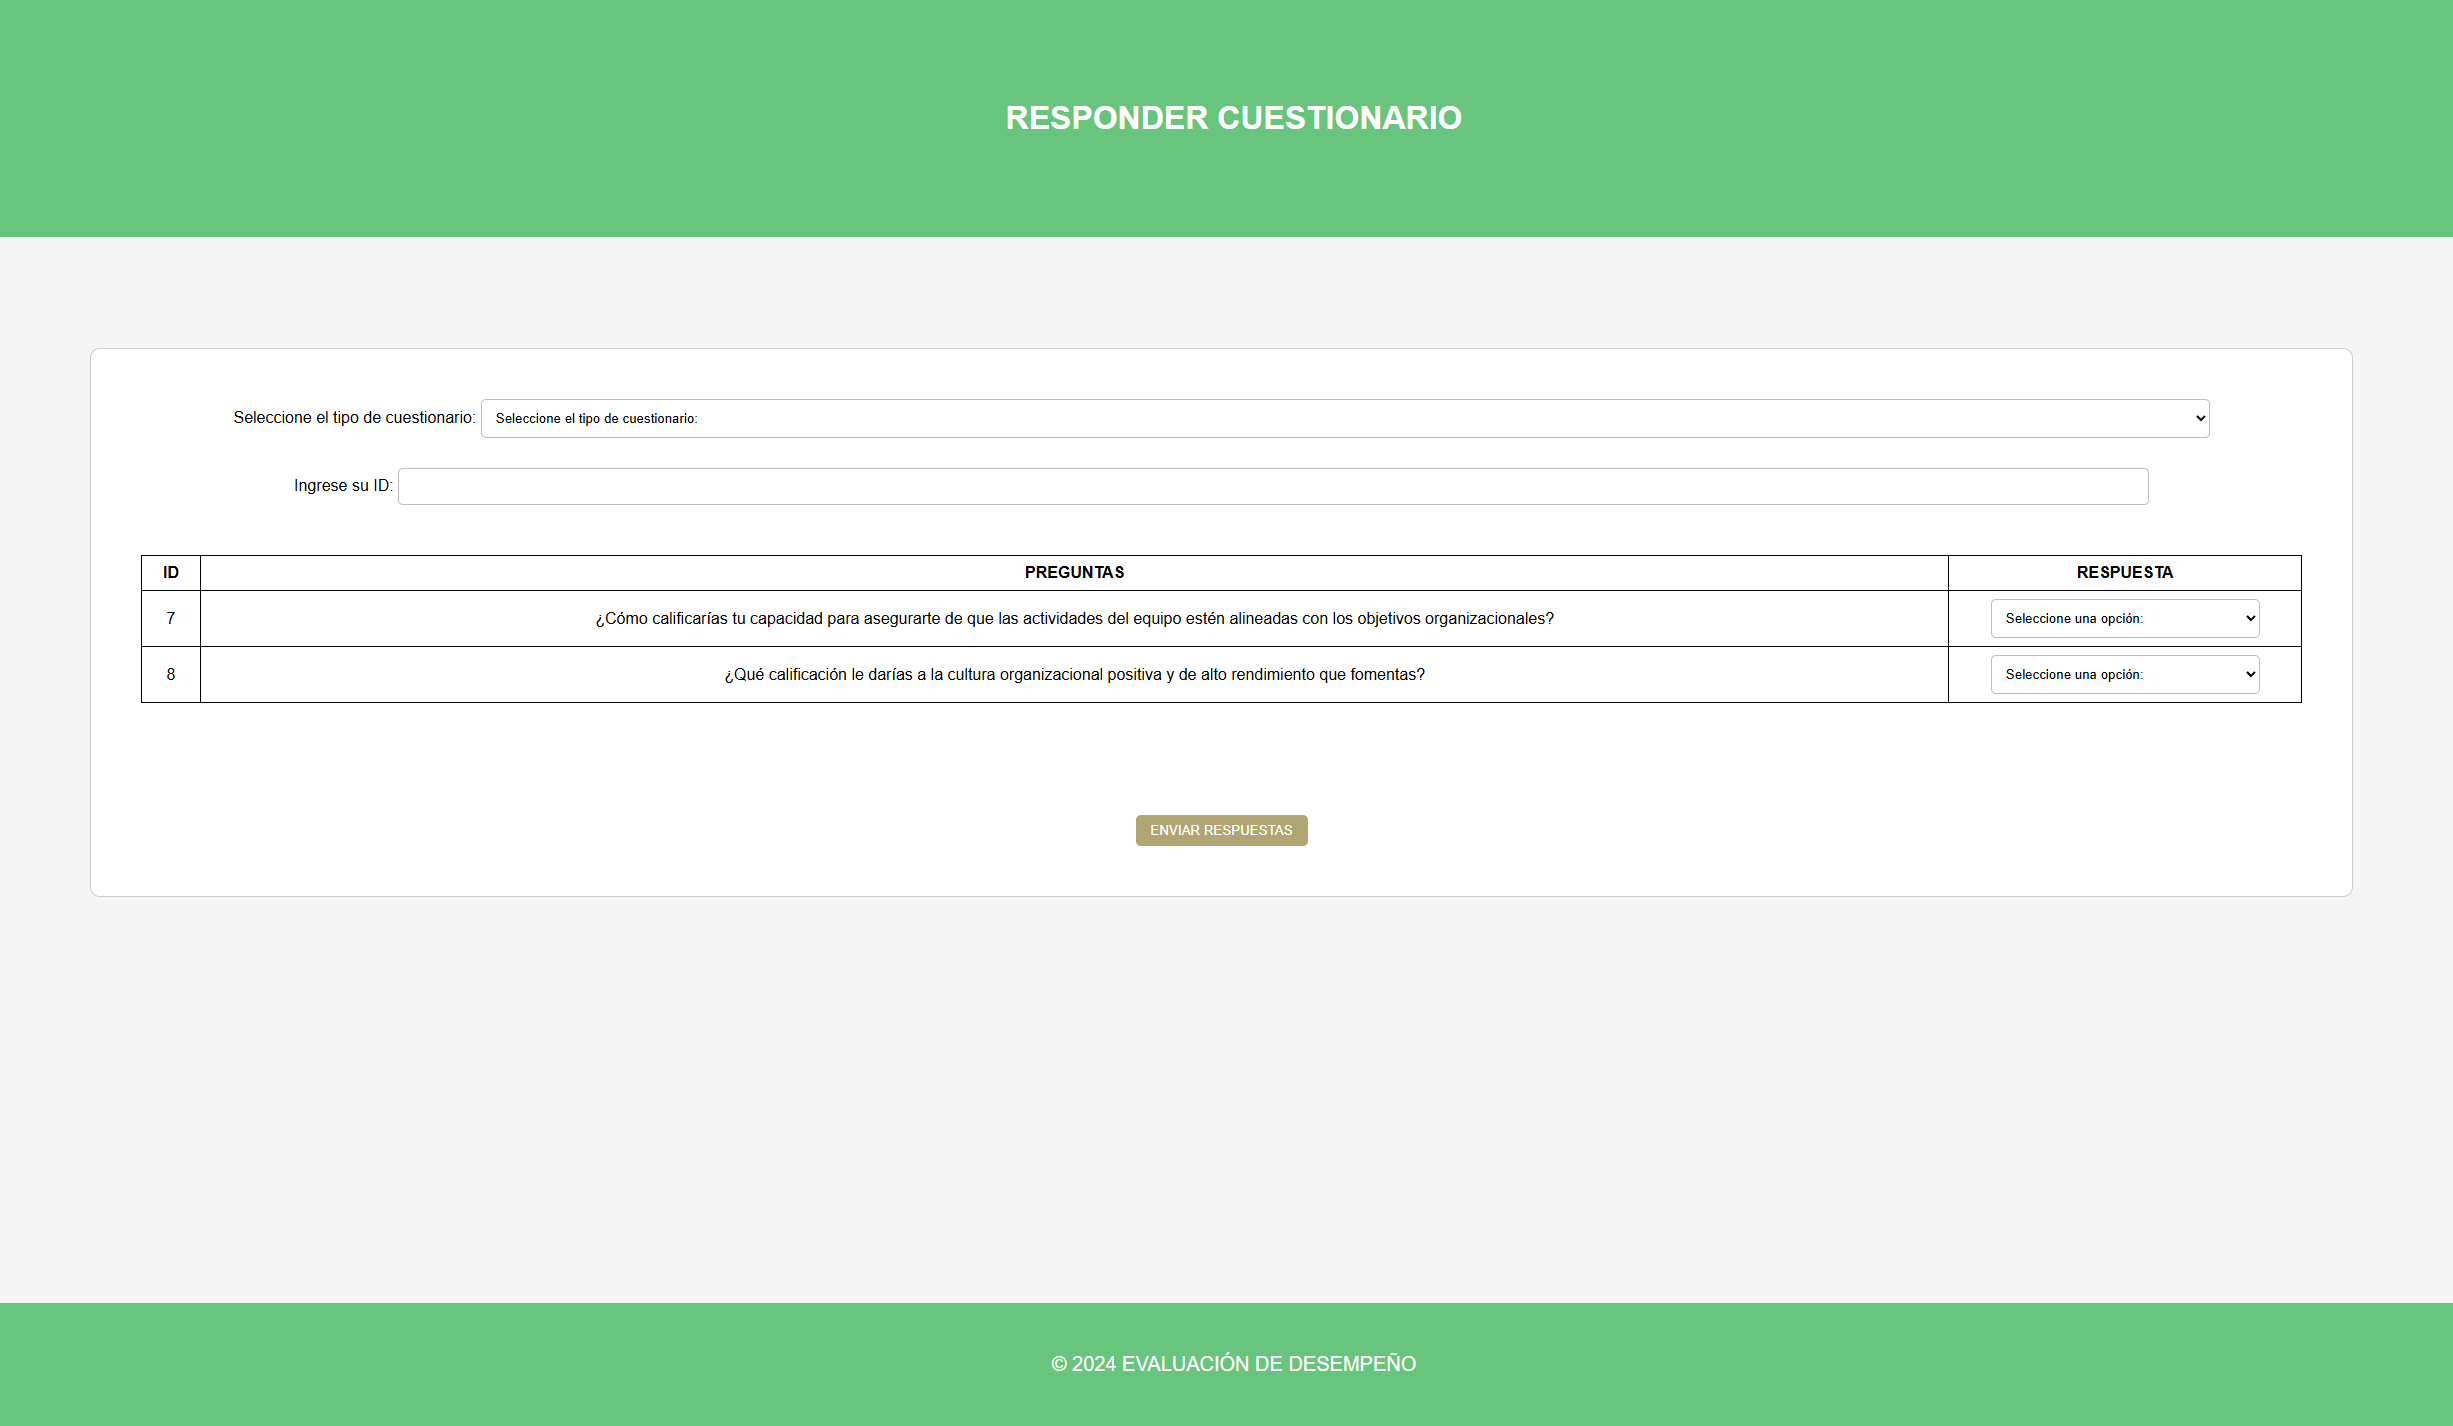 RESPONDER CUESTIONARIO
Seleccione el tipo de cuestionario: Seleccione el tipo de cuestionario:
Ingrese su ID:
ID PREGUNTAS RESPUESTA
7 ¿Cómo calificarías tu capacidad para asegurarte de que las actividades del equipo estén alineadas con los objetivos organizacionales? Seleccione una opción:
8 ¿Qué calificación le darías a la cultura organizacional positiva y de alto rendimiento que fomentas? Seleccione una opción:
ENVIAR RESPUESTAS
© 2024 EVALUACIÓN DE DESEMPEÑO